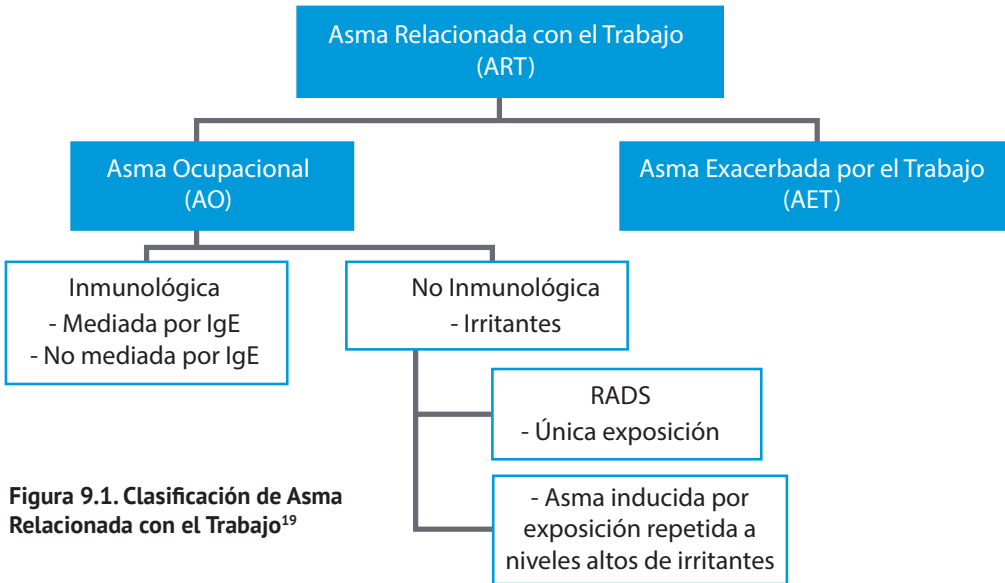 Asma Relacionada con el Trabajo
(ART)
Asma Ocupacional
(AO)
Asma Exacerbada por el Trabajo
(AET)
Inmunológica
- Mediada por IgE
- No mediada por IgE
No Inmunológica
- Irritantes
RADS
- Única exposición
- Asma inducida por
exposición repetida a
niveles altos de irritantes
Figura 9.1. Clasificación de Asma
Relacionada con el Trabajo¹⁹